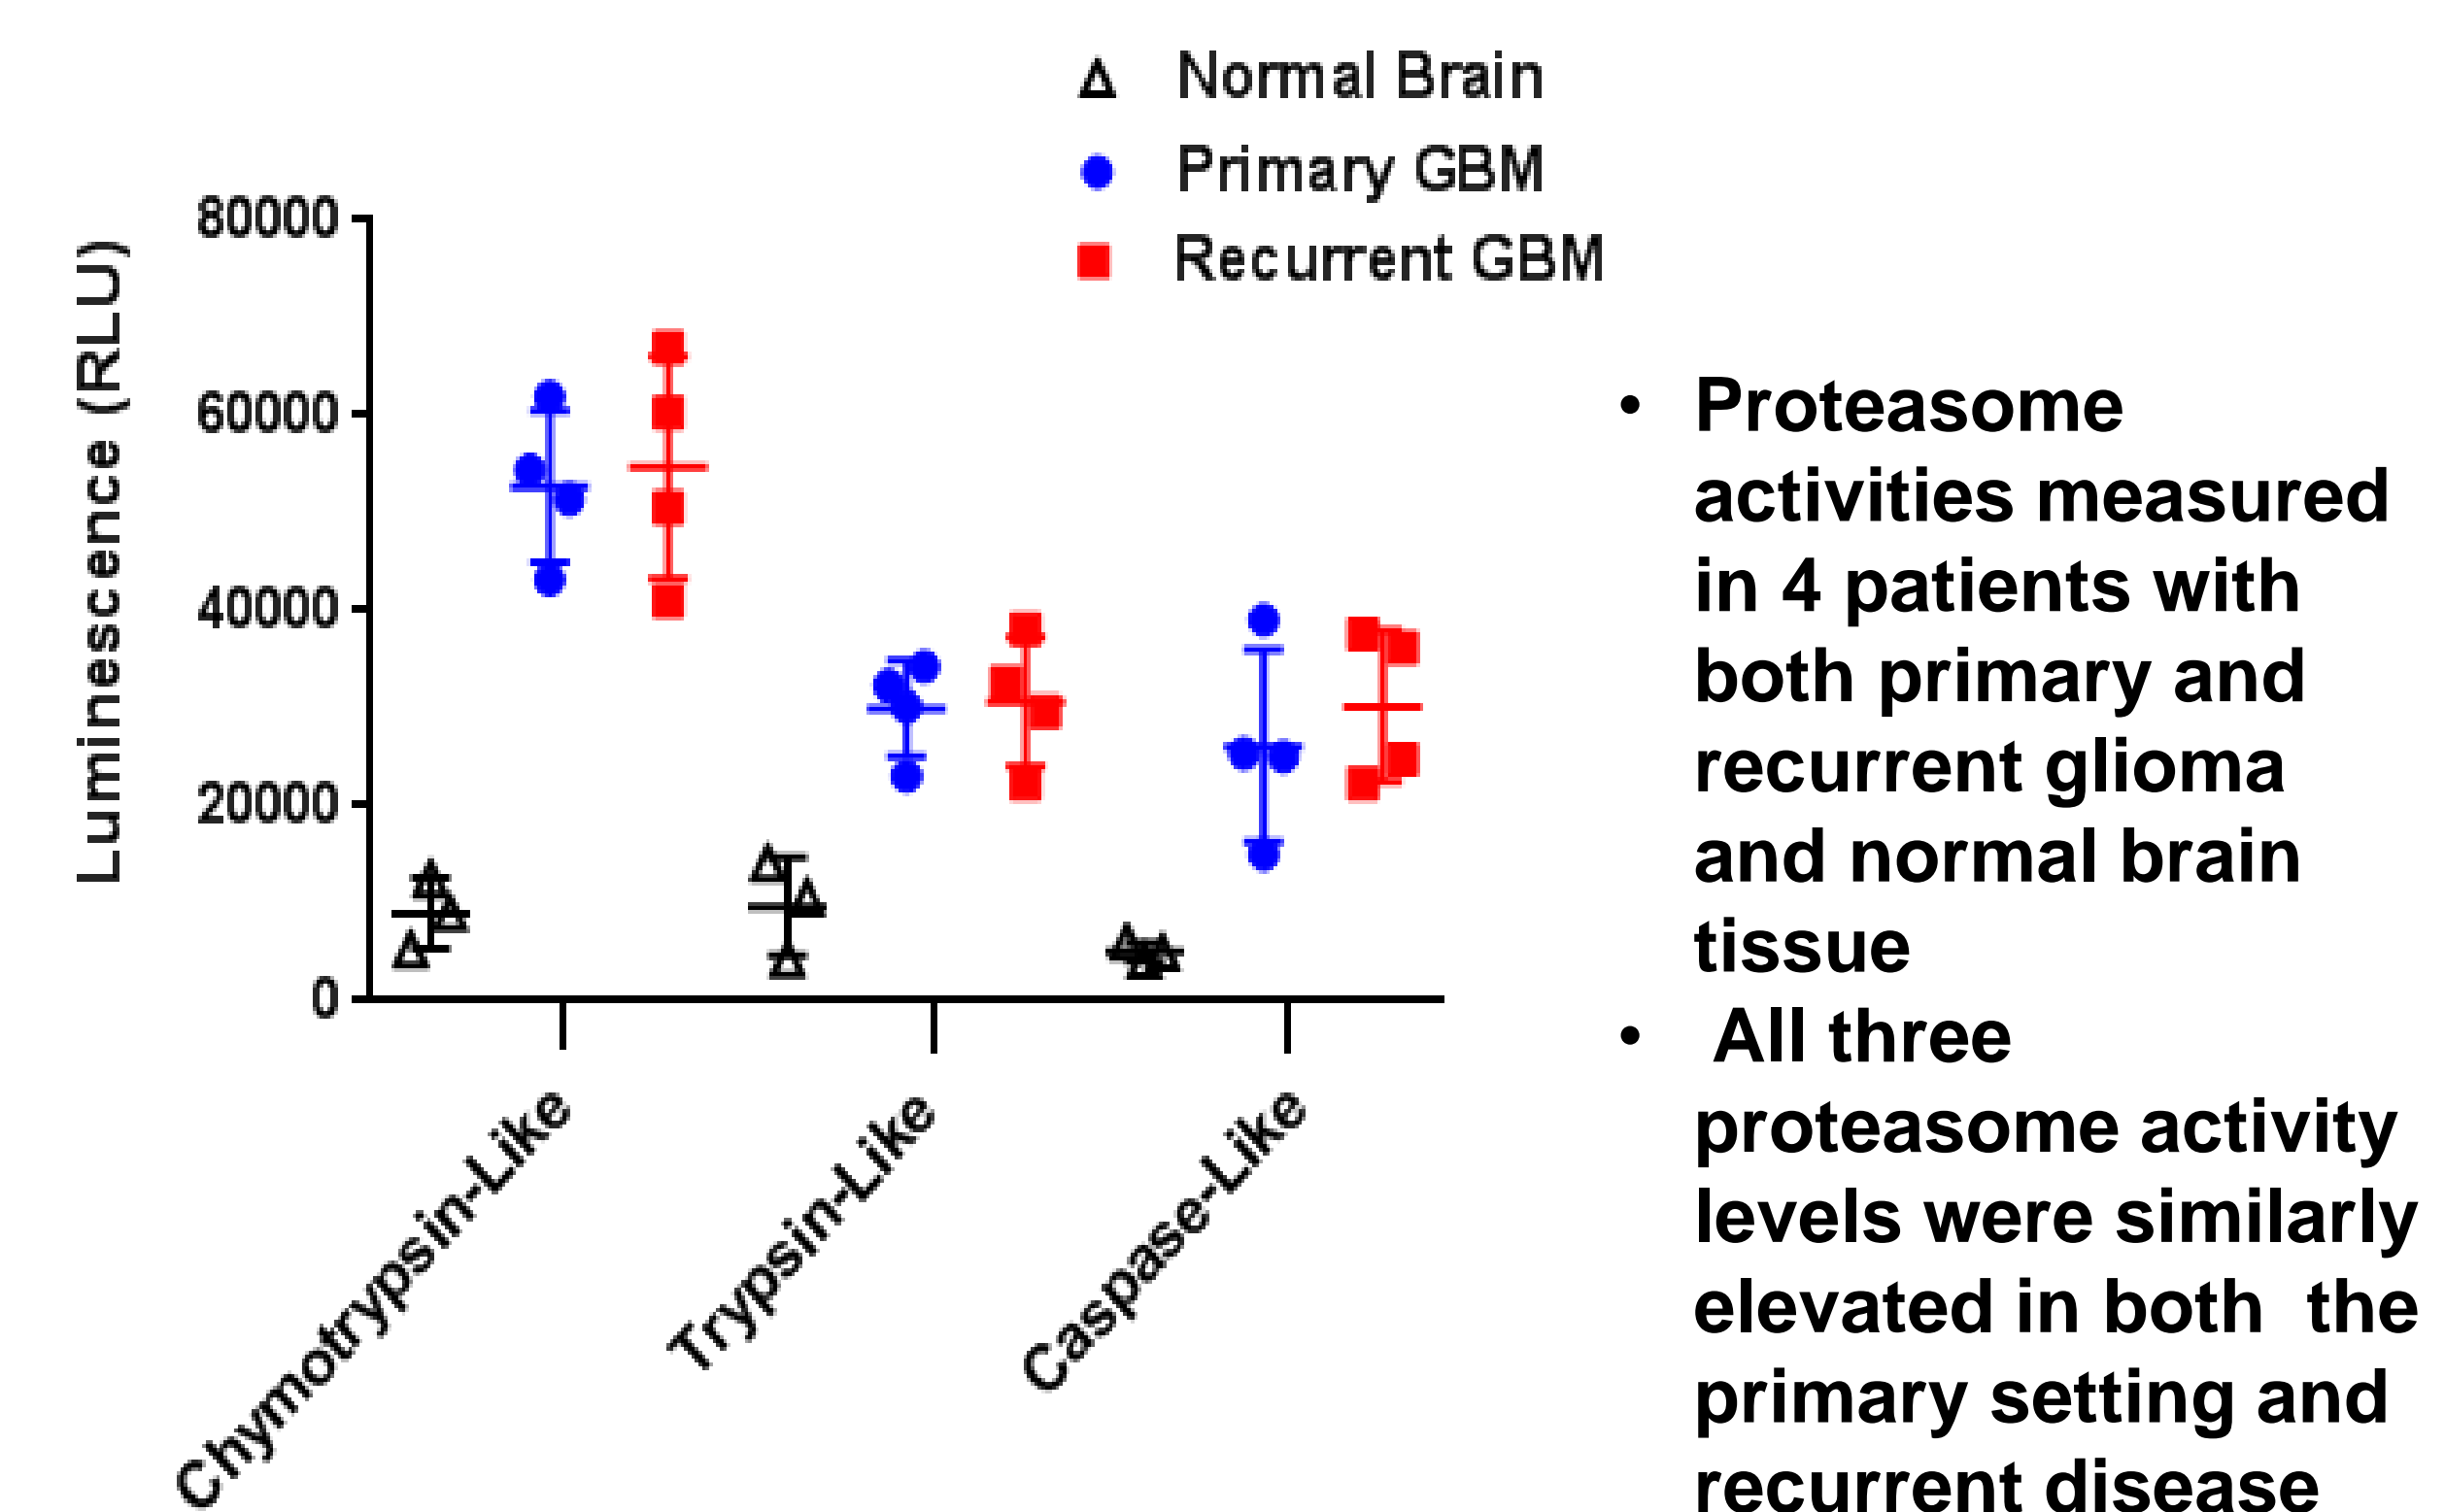 Normal Brain
Primary GBM
Recurrent GBM
Luminescence (RLU)
80000
60000
40000
20000
0
Chymotrypsin-Like
Trypsin-Like
Caspase-Like
• Proteasome
activities measured
in 4 patients with
both primary and
recurrent glioma
and normal brain
tissue
• All three
proteasome activity
levels were similarly
elevated in both the
primary setting and
recurrent disease